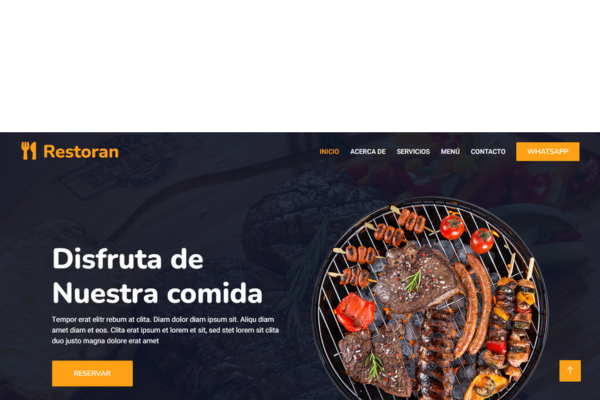 Restoran
INICIO ACERCA DE SERVICIOS MENÚ CONTACTO WHATSAPP
Disfruta de
Nuestra comida
Tempor erat elitr rebum at clita. Diam dolor diam ipsum sit. Aliqu diam
amet diam et eos. Clita erat ipsum et lorem et sit, sed stet lorem sit clita
duo justo magna dolore erat amet
RESERVAR